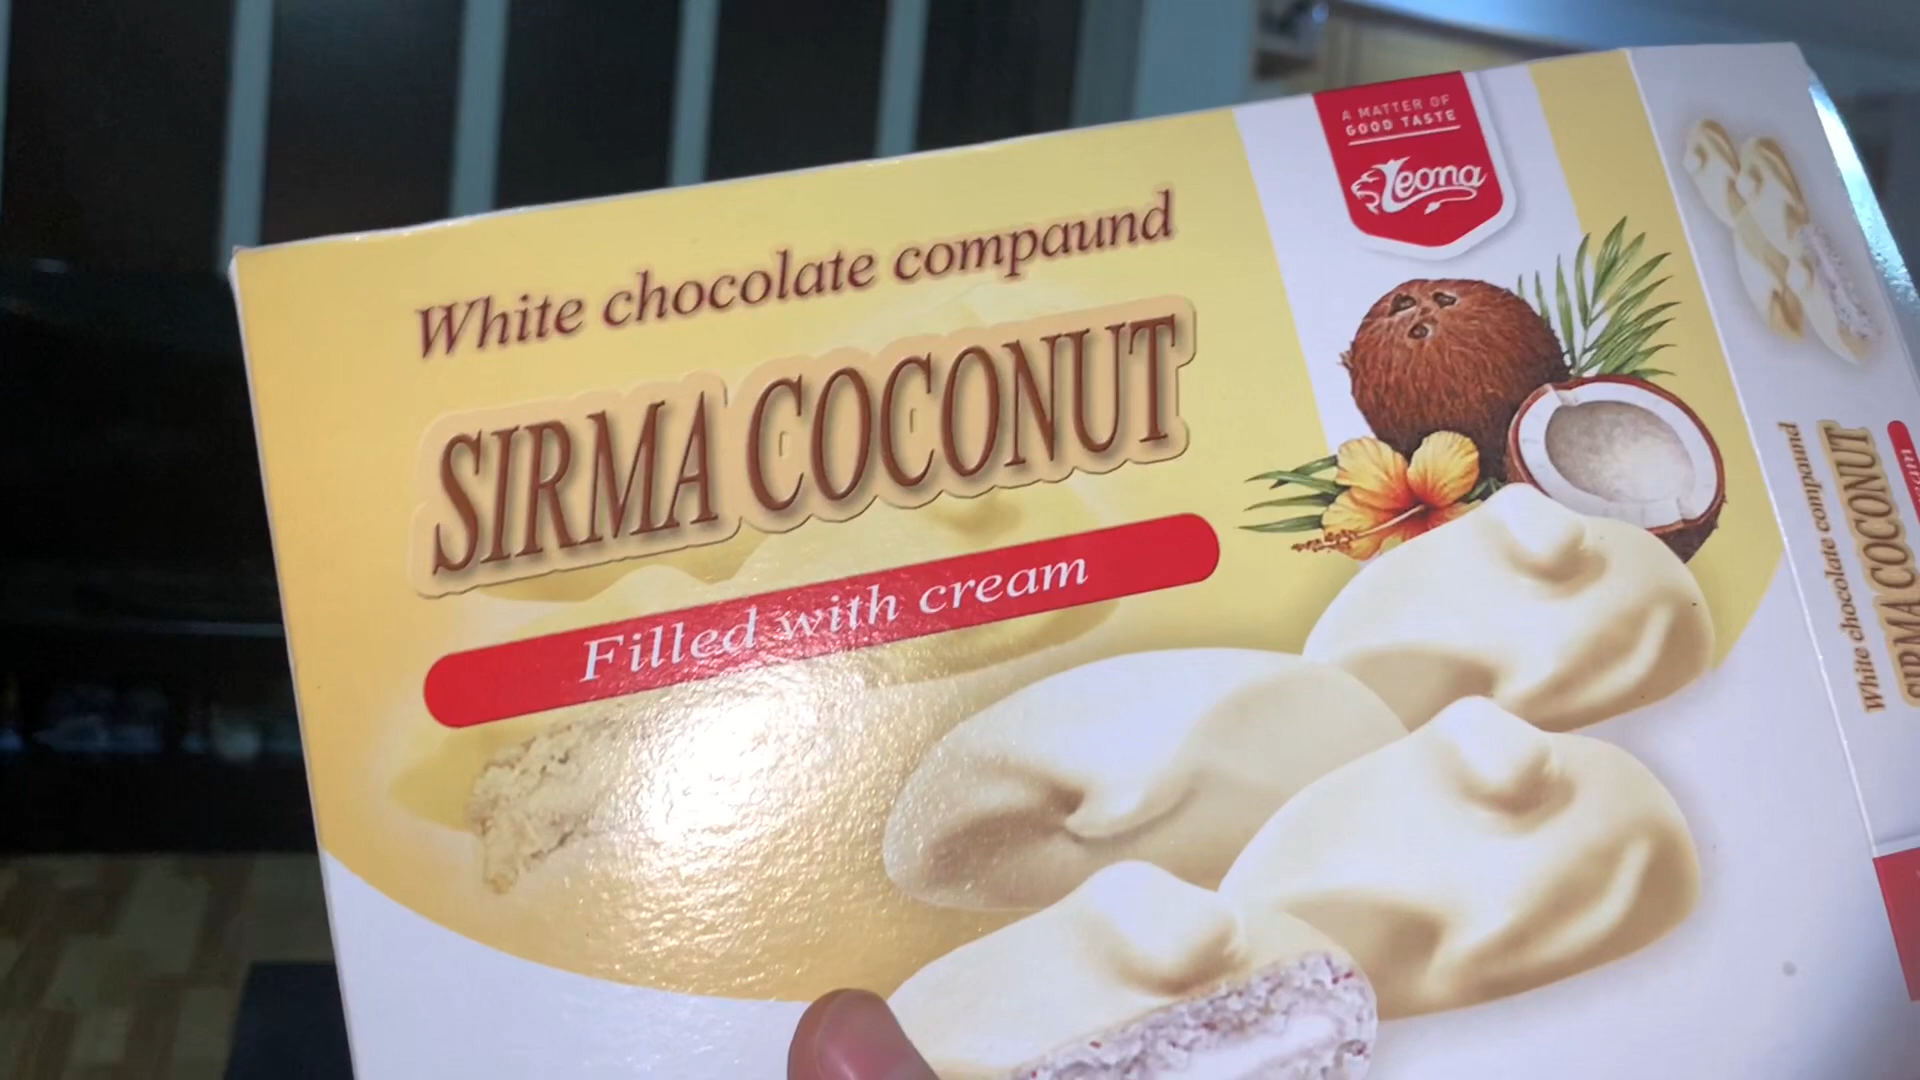 A MATTER OF
GOOD TASTE
Leona
White chocolate compaund
SIRMA COCONUT
Filled with cream
White chocolate compaund
SIRMA COCONUT